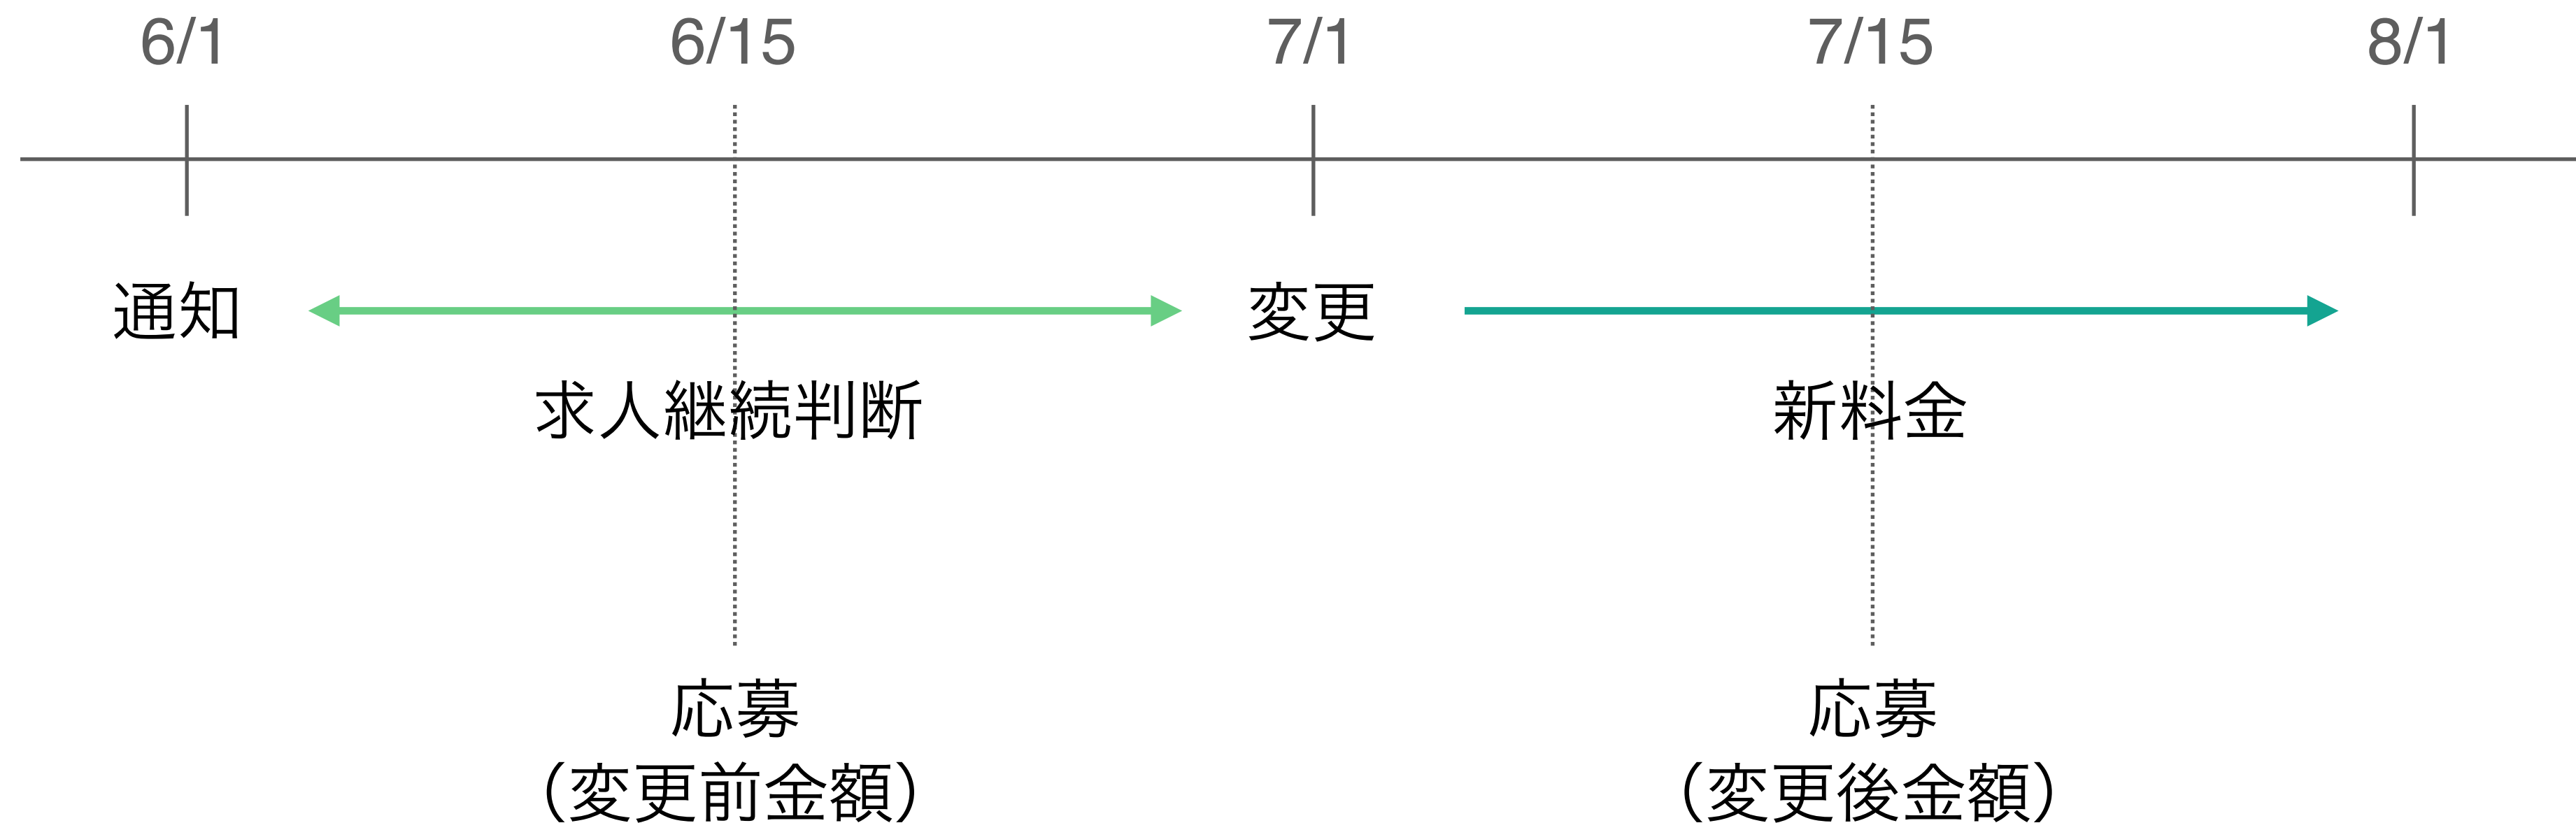 6/1
6/15
7/1
7/15
8/1
通知
変更
求人継続判断
新料金
応募
（変更前金額）
応募
（変更後金額）